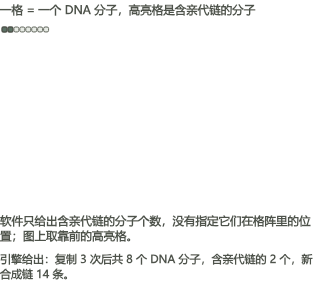 一格 = 一个 DNA 分子，高亮格是含亲代链的分子
软件只给出含亲代链的分子个数，没有指定它们在格阵里的位
置；图上取靠前的高亮格。
引擎给出：复制 3 次后共 8 个 DNA 分子，含亲代链的 2 个，新
合成链 14 条。